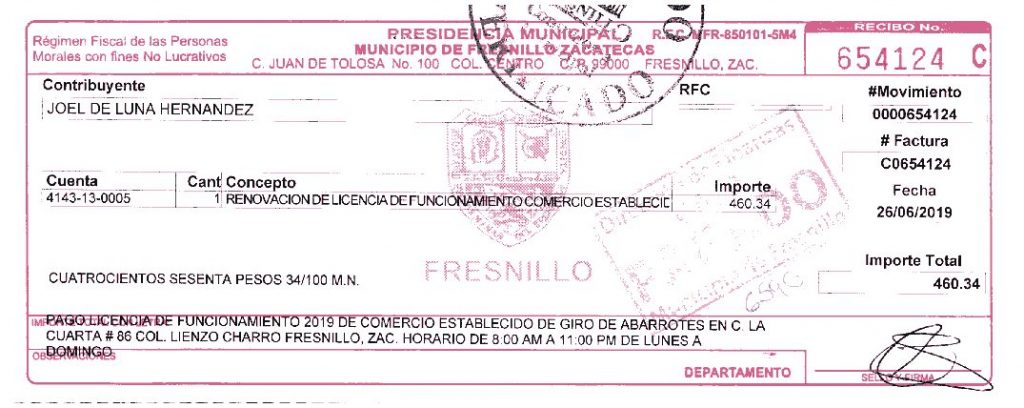 Régimen Fiscal de las Personas
Morales con fines No Lucrativos
PRESIDENCIA MUNICIPAL
MUNICIPIO DE FRESNILLO ZACATECAS
C. JUAN DE TOLOSA No. 100 COL. CENTRO C.P. 99000 FRESNILLO, ZAC.
R.F.C. MFR-850101-5M4
RECIBO No.
654124 C
Contribuyente
JOEL DE LUNA HERNANDEZ
RFC
#Movimiento
0000654124
# Factura
C0654124
Fecha
26/06/2019
Cuenta Cant Concepto Importe
4143-13-0005 1 RENOVACION DE LICENCIA DE FUNCIONAMIENTO COMERCIO ESTABLECID 460.34
FRESNILLO
Importe Total
460.34
CUATROCIENTOS SESENTA PESOS 34/100 M.N.
PAGO LICENCIA DE FUNCIONAMIENTO 2019 DE COMERCIO ESTABLECIDO DE GIRO DE ABARROTES EN C. LA
CUARTA # 86 COL. LIENZO CHARRO FRESNILLO, ZAC. HORARIO DE 8:00 AM A 11:00 PM DE LUNES A
DOMINGO
OBSERVACIONES
DEPARTAMENTO
SELLO Y FIRMA